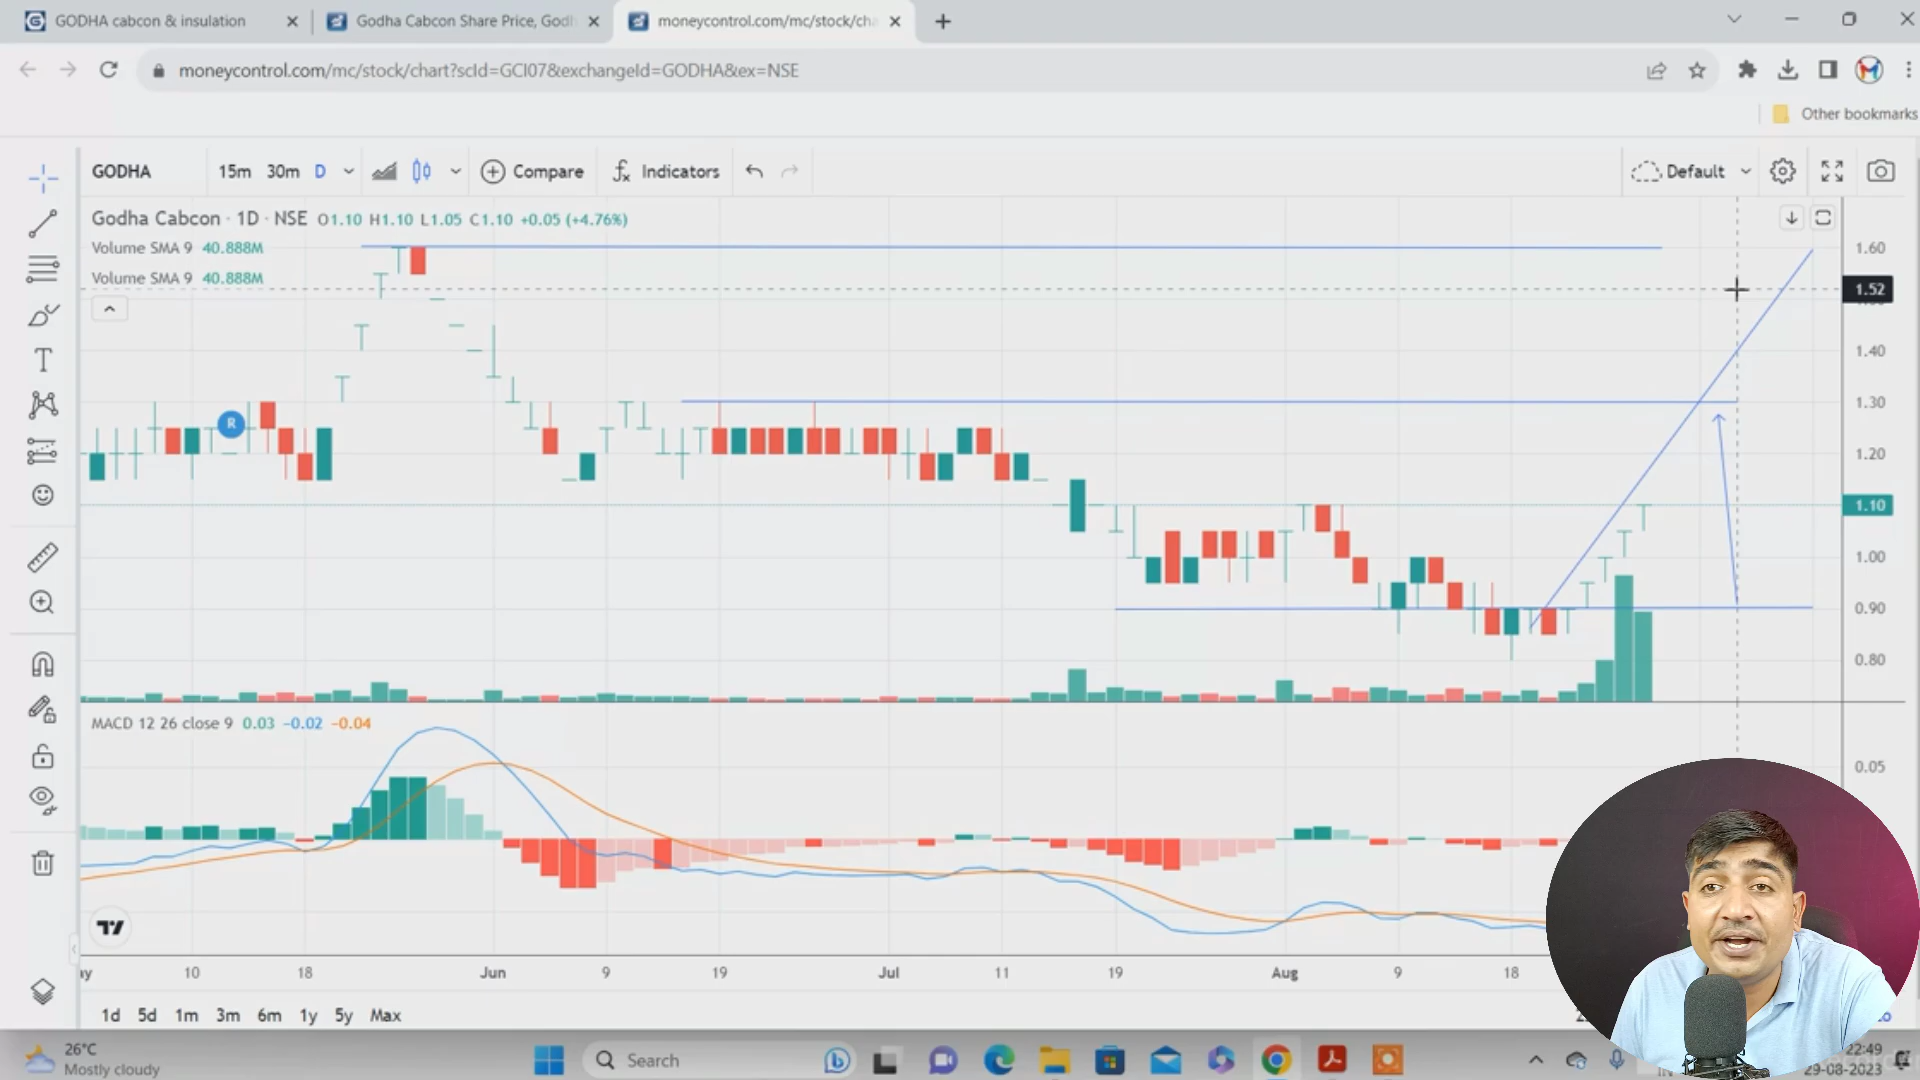 GODHA cabcon & insulation
Godha Cabcon Share Price, Godh
moneycontrol.com/mc/stock/cha
moneycontrol.com/mc/stock/chart?scId=GCI07&exchangeId=GODHA&ex=NSE
Other bookmarks
GODHA 15m 30m D Compare Indicators Default
Godha Cabcon · 1D · NSE O1.10 H1.10 L1.05 C1.10 +0.05 (+4.76%)
Volume SMA 9 40.888M
Volume SMA 9 40.888M
1.60
1.52
1.40
1.30
R
1.20
1.10
1.00
0.90
0.80
MACD 12 26 close 9 0.03 −0.02 −0.04
0.05
10 18 Jun 9 19 Jul 11 19 Aug 9 18
1d 5d 1m 3m 6m 1y 5y Max
26°C
Mostly cloudy
Search
22:49
29-08-2023